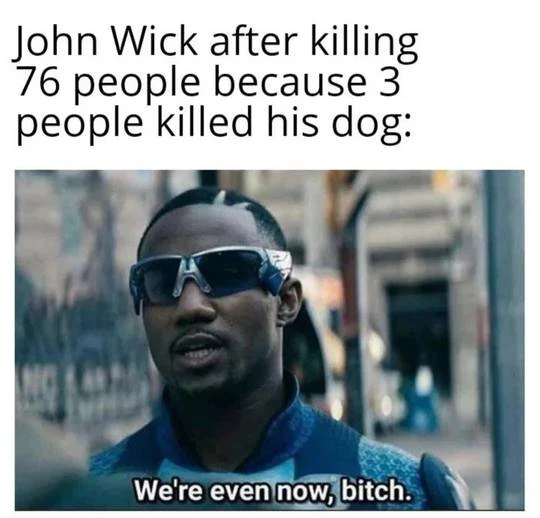 John Wick after killing
76 people because 3
people killed his dog:
We're even now, bitch.